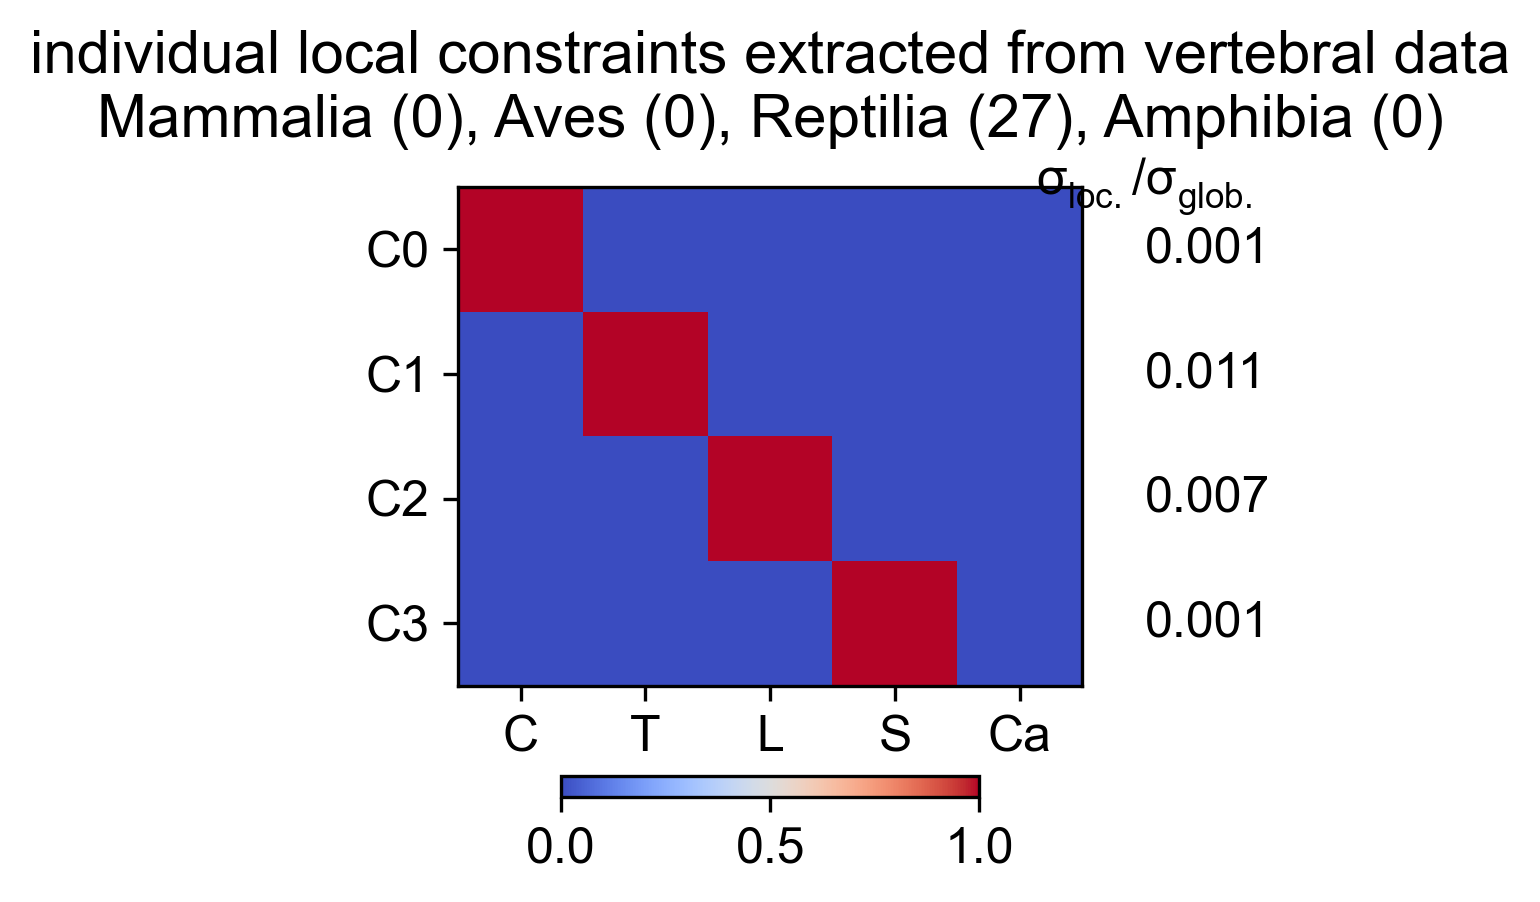 individual local constraints extracted from vertebral data
Mammalia (0), Aves (0), Reptilia (27), Amphibia (0)
σloc. /σglob.
C0 0.001
C1 0.011
C2 0.007
C3 0.001
C T L S Ca
0.0 0.5 1.0